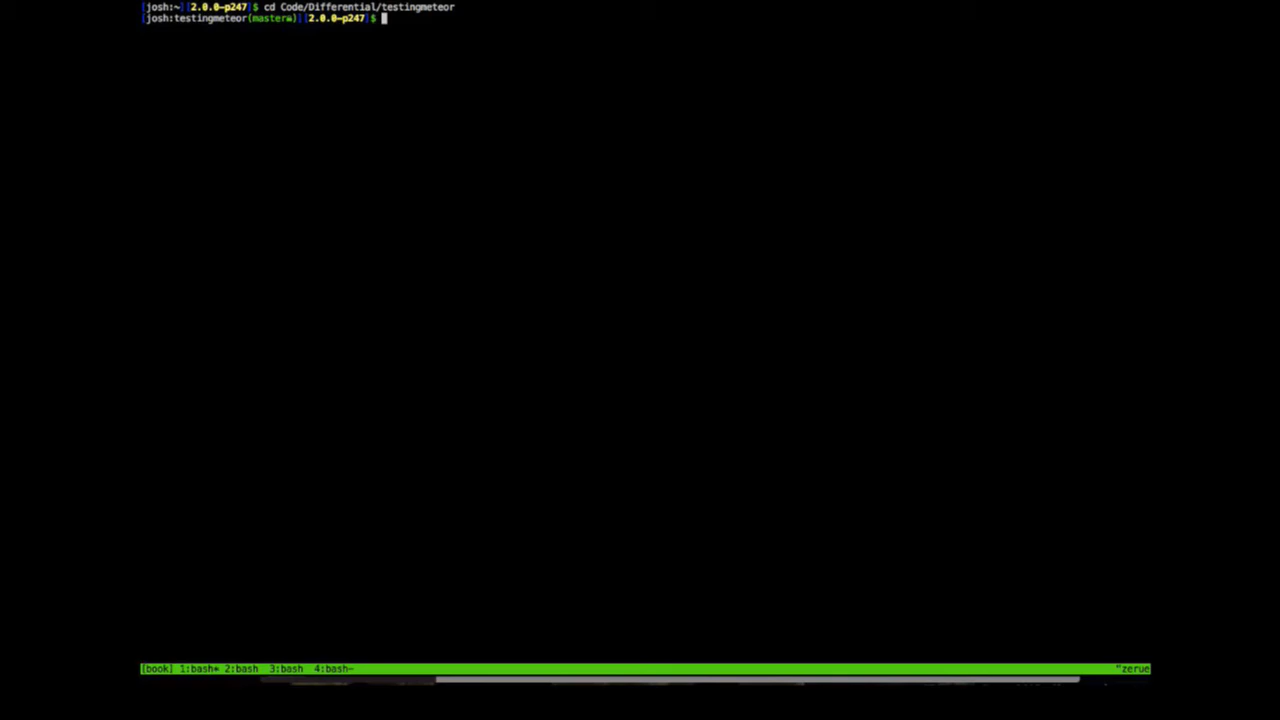 [josh:~][2.0.0-p247]$ cd Code/Differential/testingmeteor
[josh:testingmeteor(master)][2.0.0-p247]$
[book] 1:bash* 2:bash 3:bash 4:bash- "zerue